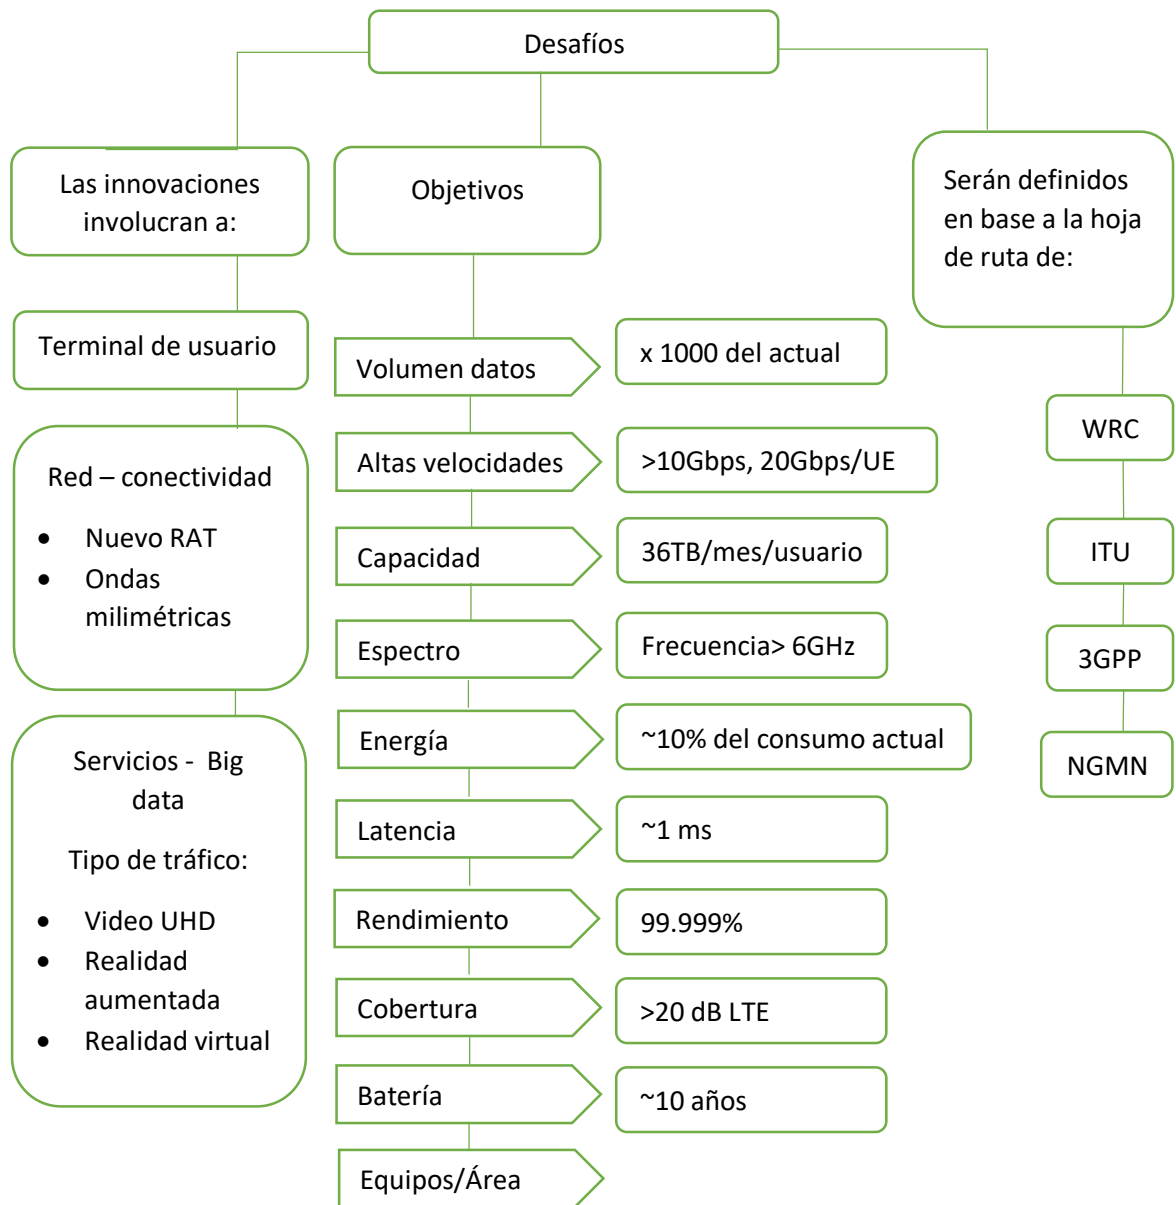 Desafíos
Las innovaciones
involucran a:
Terminal de usuario
Red – conectividad
• Nuevo RAT
• Ondas
milimétricas
Servicios - Big
data
Tipo de tráfico:
• Video UHD
• Realidad
aumentada
• Realidad virtual
Objetivos
Volumen datos
x 1000 del actual
Altas velocidades
>10Gbps, 20Gbps/UE
Capacidad
36TB/mes/usuario
Espectro
Frecuencia> 6GHz
Energía
~10% del consumo actual
Latencia
~1 ms
Rendimiento
99.999%
Cobertura
>20 dB LTE
Batería
~10 años
Equipos/Área
Serán definidos
en base a la hoja
de ruta de:
WRC
ITU
3GPP
NGMN